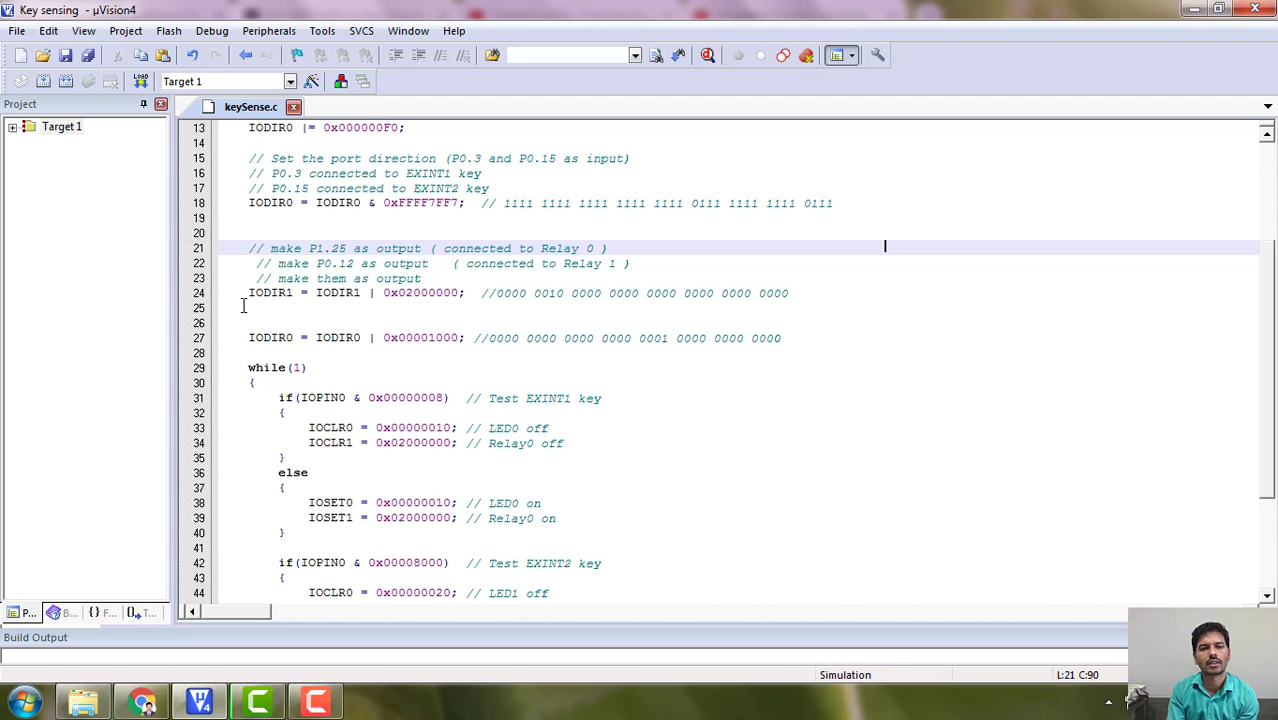 Key sensing - µVision4
File Edit View Project Flash Debug Peripherals Tools SVCS Window Help
LOAD Target 1
Project
keySense.c
Target 1
13 IODIR0 |= 0x000000F0;
14
15 // Set the port direction (P0.3 and P0.15 as input)
16 // P0.3 connected to EXINT1 key
17 // P0.15 connected to EXINT2 key
18 IODIR0 = IODIR0 & 0xFFFF7FF7; // 1111 1111 1111 1111 1111 0111 1111 1111 0111
19
20
21 // make P1.25 as output ( connected to Relay 0 )
22 // make P0.12 as output ( connected to Relay 1 )
23 // make them as output
24 IODIR1 = IODIR1 | 0x02000000; //0000 0010 0000 0000 0000 0000 0000 0000
25
26
27 IODIR0 = IODIR0 | 0x00001000; //0000 0000 0000 0000 0001 0000 0000 0000
28
29 while(1)
30 {
31 if(IOPIN0 & 0x00000008) // Test EXINT1 key
32 {
33 IOCLR0 = 0x00000010; // LED0 off
34 IOCLR1 = 0x02000000; // Relay0 off
35 }
36 else
37 {
38 IOSET0 = 0x00000010; // LED0 on
39 IOSET1 = 0x02000000; // Relay0 on
40 }
41
42 if(IOPIN0 & 0x00008000) // Test EXINT2 key
43 {
44 IOCLR0 = 0x00000020; // LED1 off
P... B... {} F... T...
Build Output
Simulation L:21 C:90